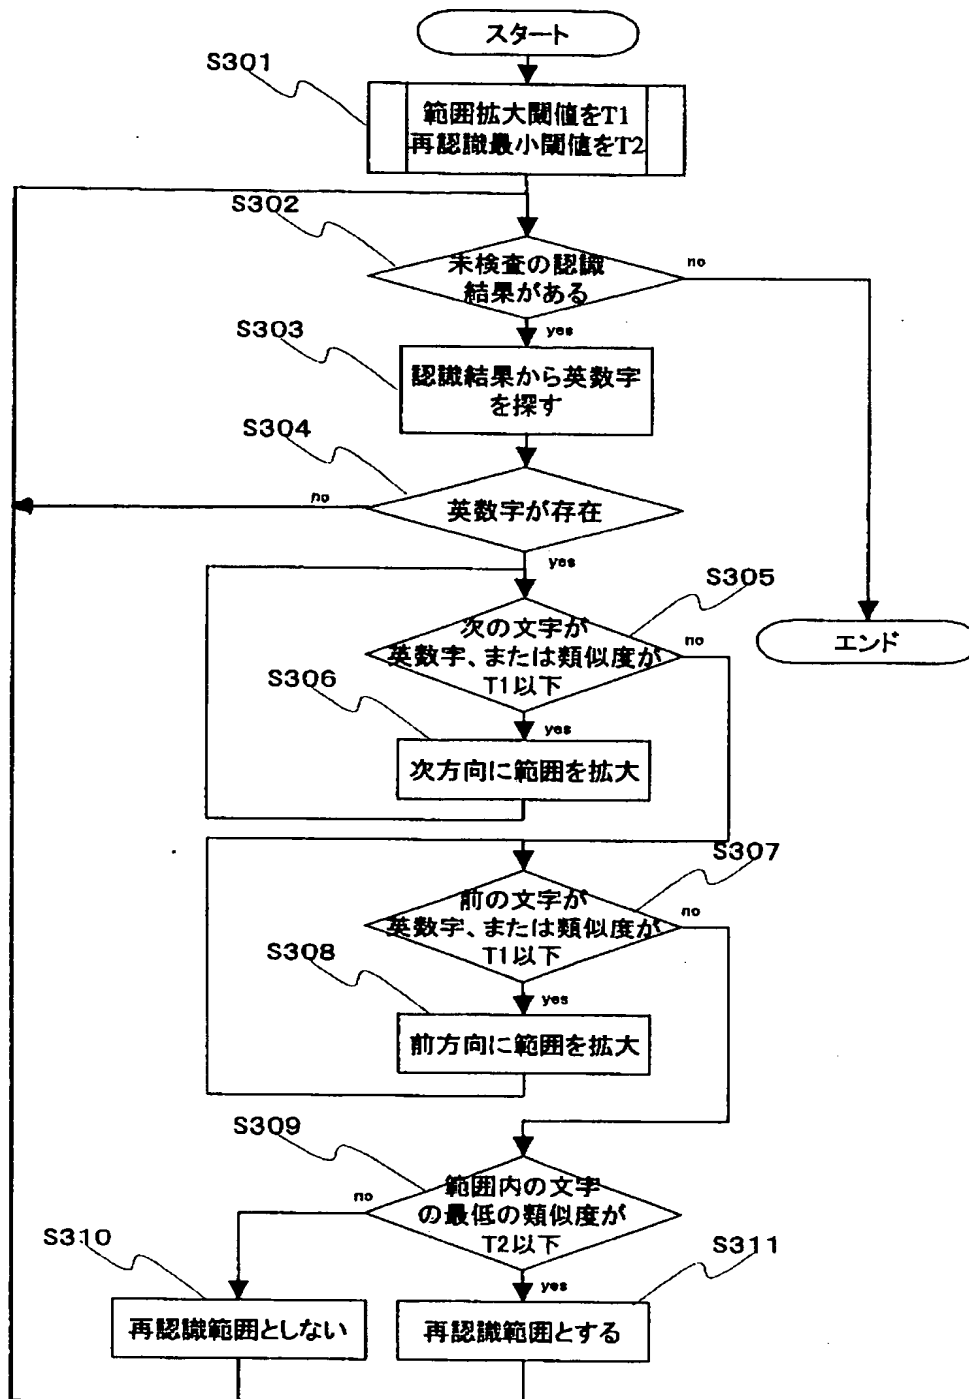 スタート
S301
範囲拡大閾値をT1
再認識最小閾値をT2
S302
未検査の認識
結果がある
no
yes
S303
認識結果から英数字
を探す
S304
英数字が存在
no
yes
S305
次の文字が
英数字、または類似度が
T1以下
no
エンド
S306
yes
次方向に範囲を拡大
S307
前の文字が
英数字、または類似度が
T1以下
no
S308
yes
前方向に範囲を拡大
S309
範囲内の文字
の最低の類似度が
T2以下
no
yes
S310
再認識範囲としない
S311
再認識範囲とする